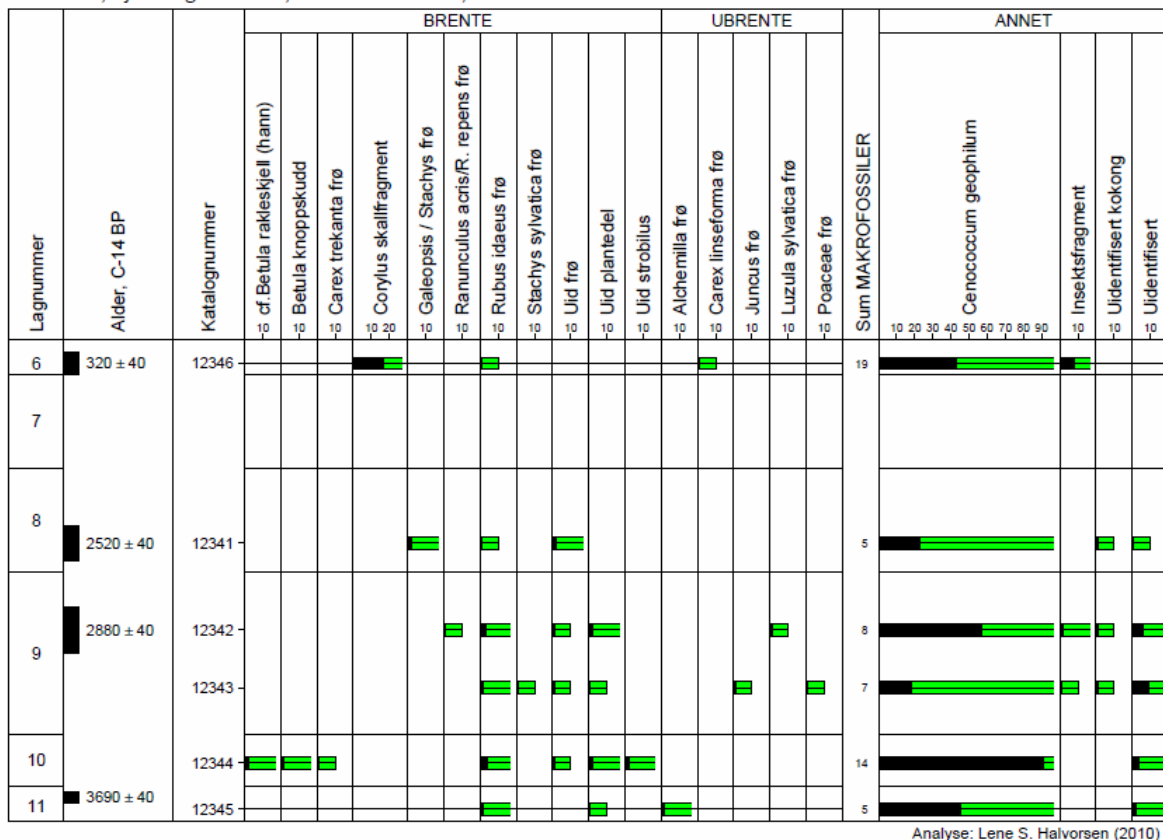 BRENTE UBRENTE ANNET
Lagnummer
Alder, C-14 BP
Katalognummer
cf.Betula rakleskjell (hann)
Betula knoppskudd
Carex trekanta frø
Corylus skallfragment
Galeopsis / Stachys frø
Ranunculus acris/R. repens frø
Rubus idaeus frø
Stachys sylvatica frø
Uid frø
Uid plantedel
Uid strobilus
Alchemilla frø
Carex linseforma frø
Juncus frø
Luzula sylvatica frø
Poaceae frø
Sum MAKROFOSSILER
Cenococcum geophilum
Insektsfragment
Uidentifisert kokong
Uidentifisert
10 10 10 10 20 10 10 10 10 10 10 10 10 10 10 10 10 10 20 30 40 50 60 70 80 90 10 10 10
6 320 ± 40 12346 19
7
8 2520 ± 40 12341 5
9 2880 ± 40 12342 8
12343 7
10 12344 14
11 3690 ± 40 12345 5
Analyse: Lene S. Halvorsen (2010)